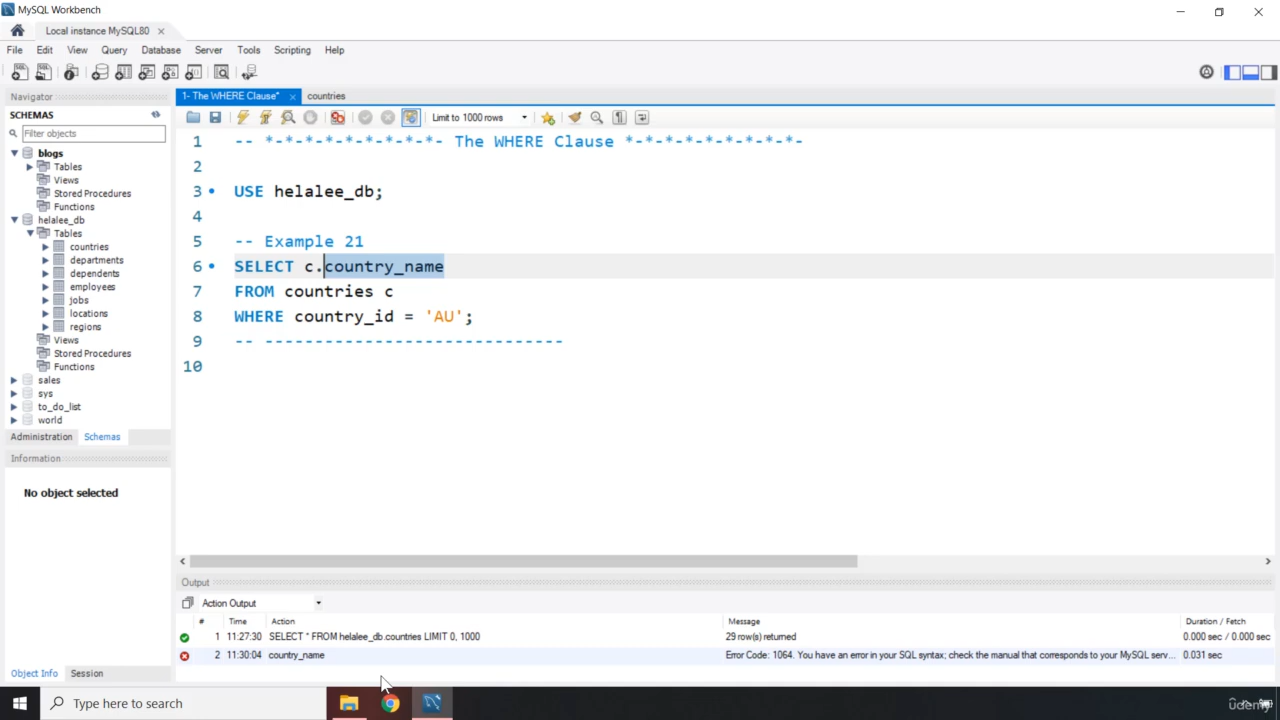 MySQL Workbench
Local instance MySQL80
File Edit View Query Database Server Tools Scripting Help
Navigator
SCHEMAS
Filter objects
blogs
Tables
Views
Stored Procedures
Functions
helalee_db
Tables
countries
departments
dependents
employees
jobs
locations
regions
Views
Stored Procedures
Functions
sales
sys
to_do_list
world
Administration Schemas
Information
No object selected
Object Info Session
1- The WHERE Clause* countries
Limit to 1000 rows
1 -- *-*-*-*-*-*-*-*-*- The WHERE Clause *-*-*-*-*-*-*-*-*-
2
3 USE helalee_db;
4
5 -- Example 21
6 SELECT c.country_name
7 FROM countries c
8 WHERE country_id = 'AU';
9 -- ------------------------------
10
Output
Action Output
# Time Action Message Duration / Fetch
1 11:27:30 SELECT * FROM helalee_db.countries LIMIT 0, 1000 29 row(s) returned 0.000 sec / 0.000 sec
2 11:30:04 country_name Error Code: 1064. You have an error in your SQL syntax; check the manual that corresponds to your MySQL serv... 0.031 sec
Type here to search
udemy